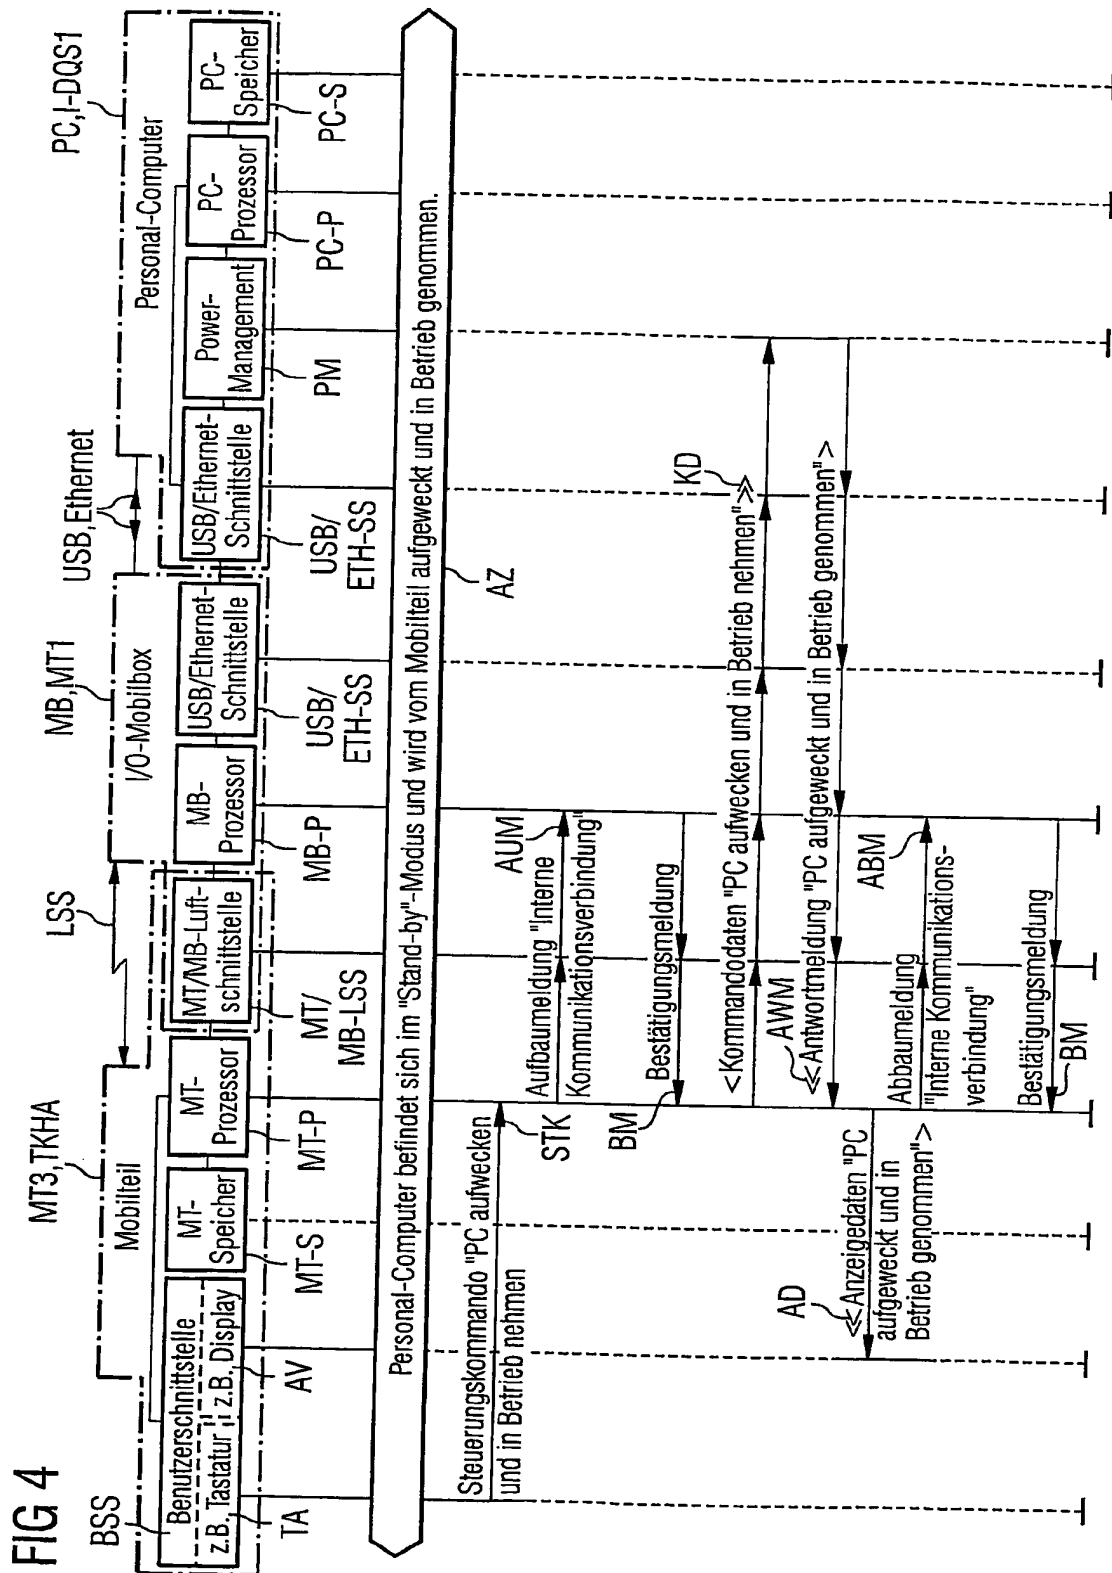 FIG 4
MT3,TKHA
LSS
MB,MT1
USB,Ethernet
PC,I-DQS1
BSS
Mobilteil
I/O-Mobilbox
Personal-Computer
Benutzerschnittstelle
z.B. Tastatur
z.B. Display
MT-
Speicher
MT-
Prozessor
MT/MB-Luft-
schnittstelle
MB-
Prozessor
USB/Ethernet-
Schnittstelle
USB/Ethernet-
Schnittstelle
Power-
Management
PC-
Prozessor
PC-
Speicher
TA
AV
MT-S
MT-P
MT/
MB-LSS
MB-P
USB/
ETH-SS
USB/
ETH-SS
PM
PC-P
PC-S
Personal-Computer befindet sich im "Stand-by"-Modus und wird vom Mobilteil aufgeweckt und in Betrieb genommen.
AZ
Steuerungskommando "PC aufwecken
und in Betrieb nehmen
STK
Aufbaumeldung "Interne
Kommunikationsverbindung"
AUM
Bestätigungsmeldung
BM
<Kommandodaten "PC aufwecken und in Betrieb nehmen">>
KD
AWM
<<Antwortmeldung "PC aufgeweckt und in Betrieb genommen">
AD
<<Anzeigedaten "PC
aufgeweckt und in
Betrieb genommen">
Abbaumeldung
"Interne Kommunikations-
verbindung"
ABM
Bestätigungsmeldung
BM